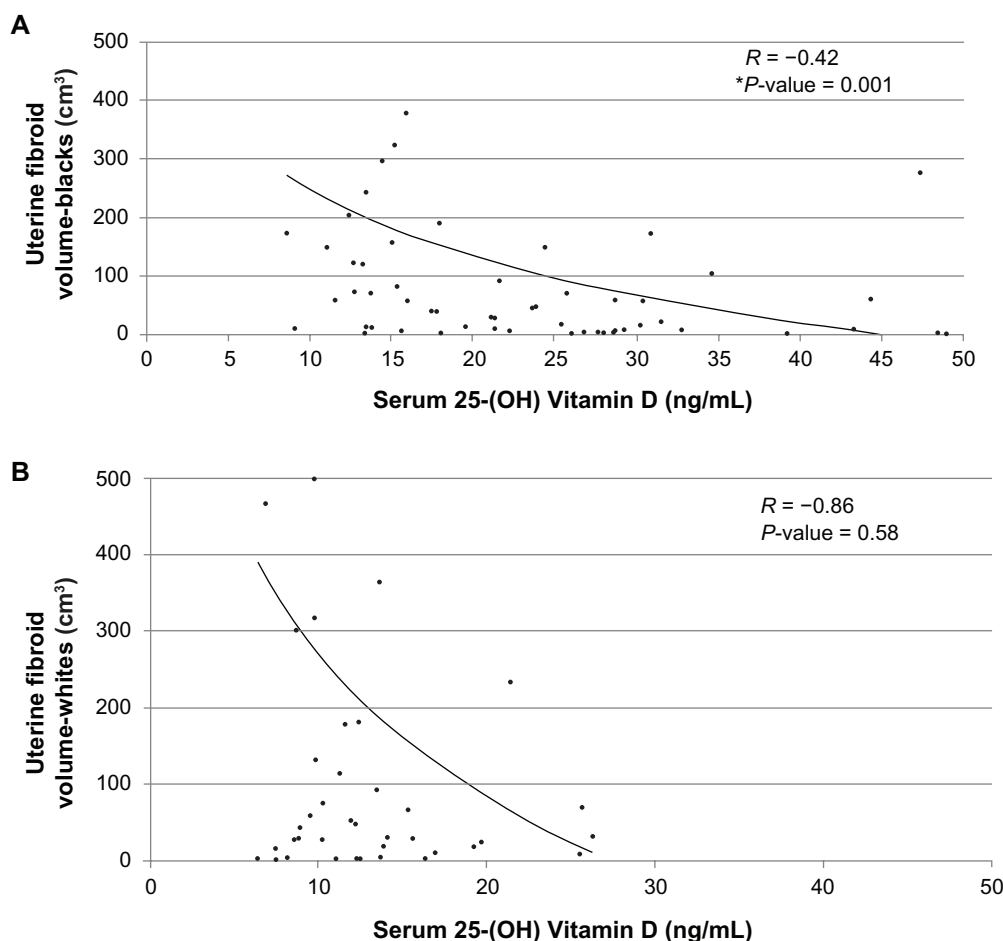 A
500
400
300
200
100
0
Uterine fibroid
volume-blacks (cm³)
R = −0.42
*P-value = 0.001
0 5 10 15 20 25 30 35 40 45 50
Serum 25-(OH) Vitamin D (ng/mL)
B
500
400
300
200
100
0
Uterine fibroid
volume-whites (cm³)
R = −0.86
P-value = 0.58
0 10 20 30 40 50
Serum 25-(OH) Vitamin D (ng/mL)